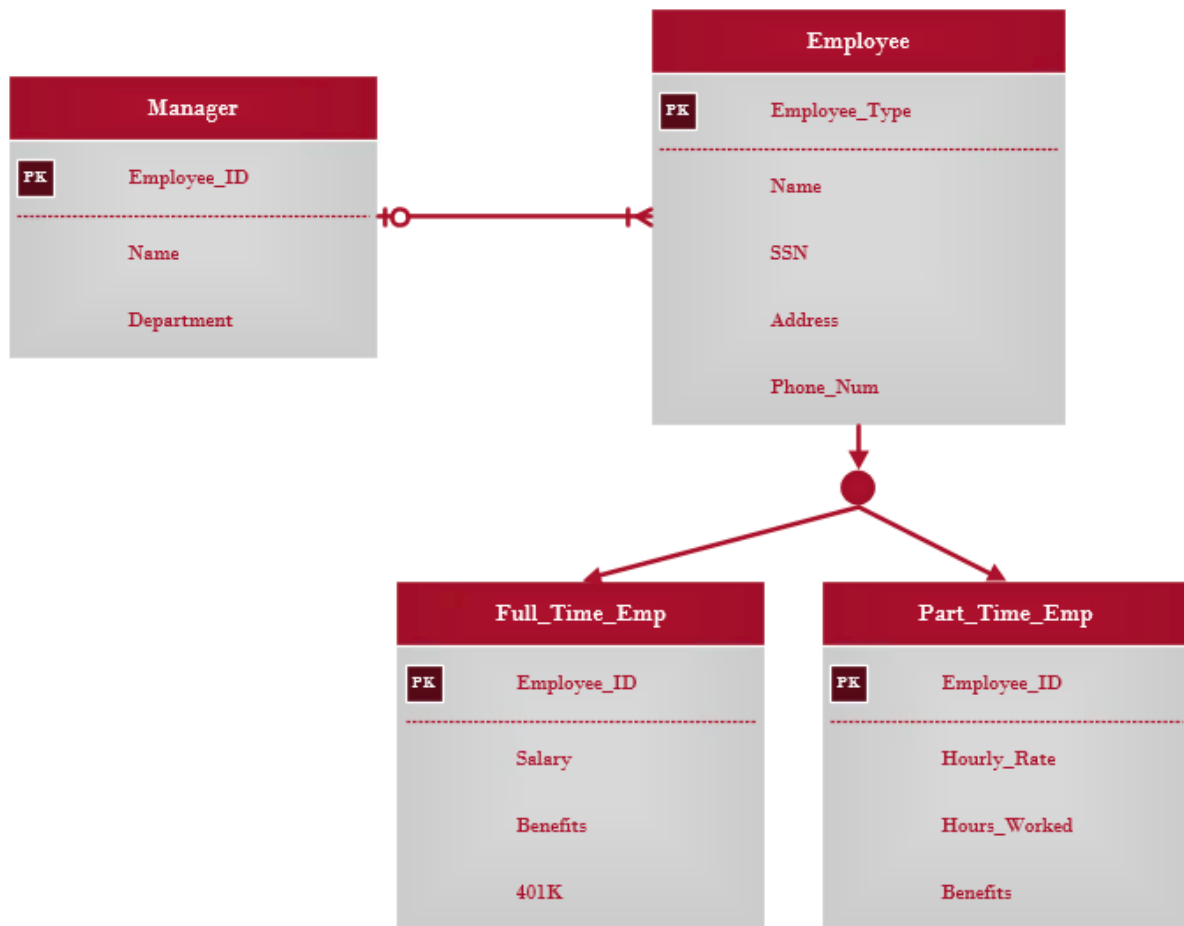 Manager
PK
Employee_ID
Name
Department
Employee
PK
Employee_Type
Name
SSN
Address
Phone_Num
Full_Time_Emp
PK
Employee_ID
Salary
Benefits
401K
Part_Time_Emp
PK
Employee_ID
Hourly_Rate
Hours_Worked
Benefits